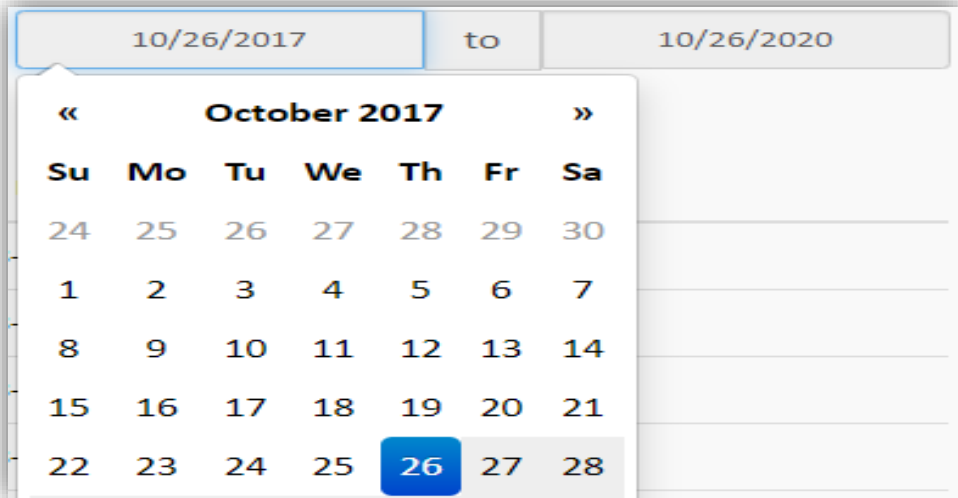 10/26/2017 to 10/26/2020
« October 2017 »
Su Mo Tu We Th Fr Sa
24 25 26 27 28 29 30
1 2 3 4 5 6 7
8 9 10 11 12 13 14
15 16 17 18 19 20 21
22 23 24 25 26 27 28